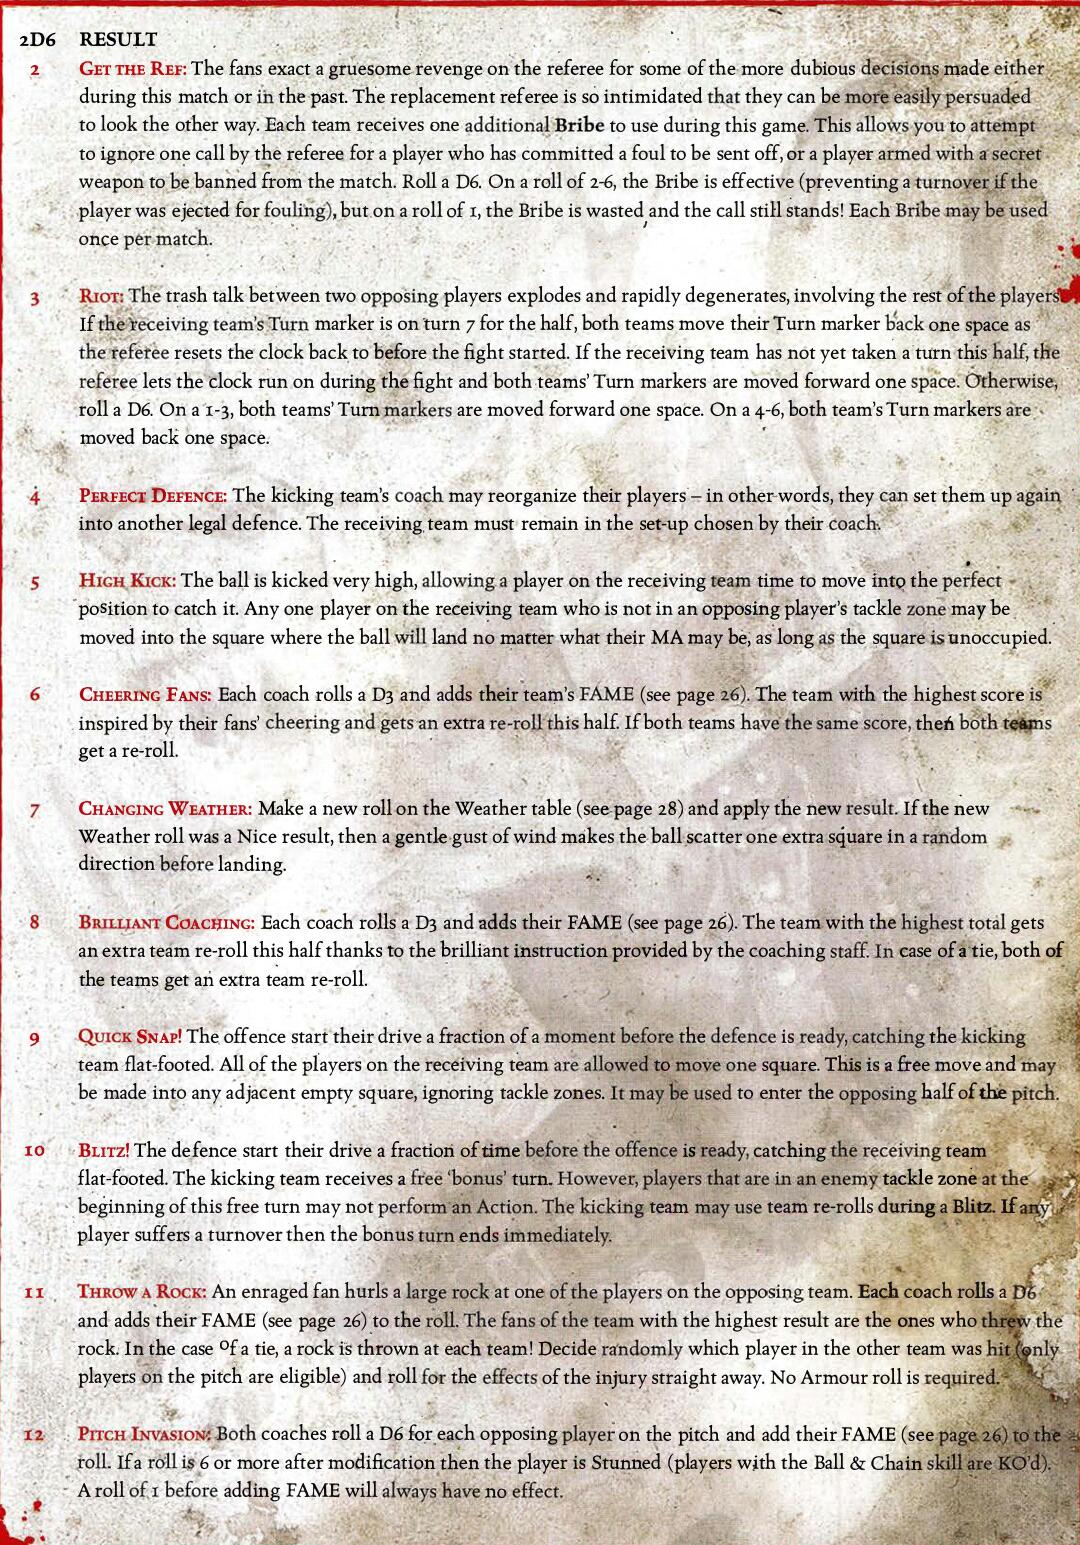 2D6 RESULT
2 GET THE REF: The fans exact a gruesome revenge on the referee for some of the more dubious decisions made either
during this match or in the past. The replacement referee is so intimidated that they can be more easily persuaded
to look the other way. Each team receives one additional Bribe to use during this game. This allows you to attempt
to ignore one call by the referee for a player who has committed a foul to be sent off, or a player armed with a secret
weapon to be banned from the match. Roll a D6. On a roll of 2-6, the Bribe is effective (preventing a turnover if the
player was ejected for fouling), but on a roll of 1, the Bribe is wasted and the call still stands! Each Bribe may be used
once per match.
3 RIOT: The trash talk between two opposing players explodes and rapidly degenerates, involving the rest of the players
If the receiving team's Turn marker is on turn 7 for the half, both teams move their Turn marker back one space as
the referee resets the clock back to before the fight started. If the receiving team has not yet taken a turn this half, the
referee lets the clock run on during the fight and both teams' Turn markers are moved forward one space. Otherwise,
roll a D6. On a 1-3, both teams' Turn markers are moved forward one space. On a 4-6, both team's Turn markers are
moved back one space.
4 PERFECT DEFENCE: The kicking team's coach may reorganize their players – in other words, they can set them up again
into another legal defence. The receiving team must remain in the set-up chosen by their coach.
5 HIGH KICK: The ball is kicked very high, allowing a player on the receiving team time to move into the perfect
position to catch it. Any one player on the receiving team who is not in an opposing player's tackle zone may be
moved into the square where the ball will land no matter what their MA may be, as long as the square is unoccupied.
6 CHEERING FANS: Each coach rolls a D3 and adds their team's FAME (see page 26). The team with the highest score is
inspired by their fans' cheering and gets an extra re-roll this half. If both teams have the same score, then both teams
get a re-roll.
7 CHANGING WEATHER: Make a new roll on the Weather table (see page 28) and apply the new result. If the new
Weather roll was a Nice result, then a gentle gust of wind makes the ball scatter one extra square in a random
direction before landing.
8 BRILLIANT COACHING: Each coach rolls a D3 and adds their FAME (see page 26). The team with the highest total gets
an extra team re-roll this half thanks to the brilliant instruction provided by the coaching staff. In case of a tie, both of
the teams get an extra team re-roll.
9 QUICK SNAP! The offence start their drive a fraction of a moment before the defence is ready, catching the kicking
team flat-footed. All of the players on the receiving team are allowed to move one square. This is a free move and may
be made into any adjacent empty square, ignoring tackle zones. It may be used to enter the opposing half of the pitch.
10 BLITZ! The defence start their drive a fraction of time before the offence is ready, catching the receiving team
flat-footed. The kicking team receives a free 'bonus' turn. However, players that are in an enemy tackle zone at the
beginning of this free turn may not perform an Action. The kicking team may use team re-rolls during a Blitz. If any
player suffers a turnover then the bonus turn ends immediately.
11 THROW A ROCK: An enraged fan hurls a large rock at one of the players on the opposing team. Each coach rolls a D6
and adds their FAME (see page 26) to the roll. The fans of the team with the highest result are the ones who threw the
rock. In the case of a tie, a rock is thrown at each team! Decide randomly which player in the other team was hit (only
players on the pitch are eligible) and roll for the effects of the injury straight away. No Armour roll is required.
12 PITCH INVASION: Both coaches roll a D6 for each opposing player on the pitch and add their FAME (see page 26) to the
roll. If a roll is 6 or more after modification then the player is Stunned (players with the Ball & Chain skill are KO'd).
A roll of 1 before adding FAME will always have no effect.